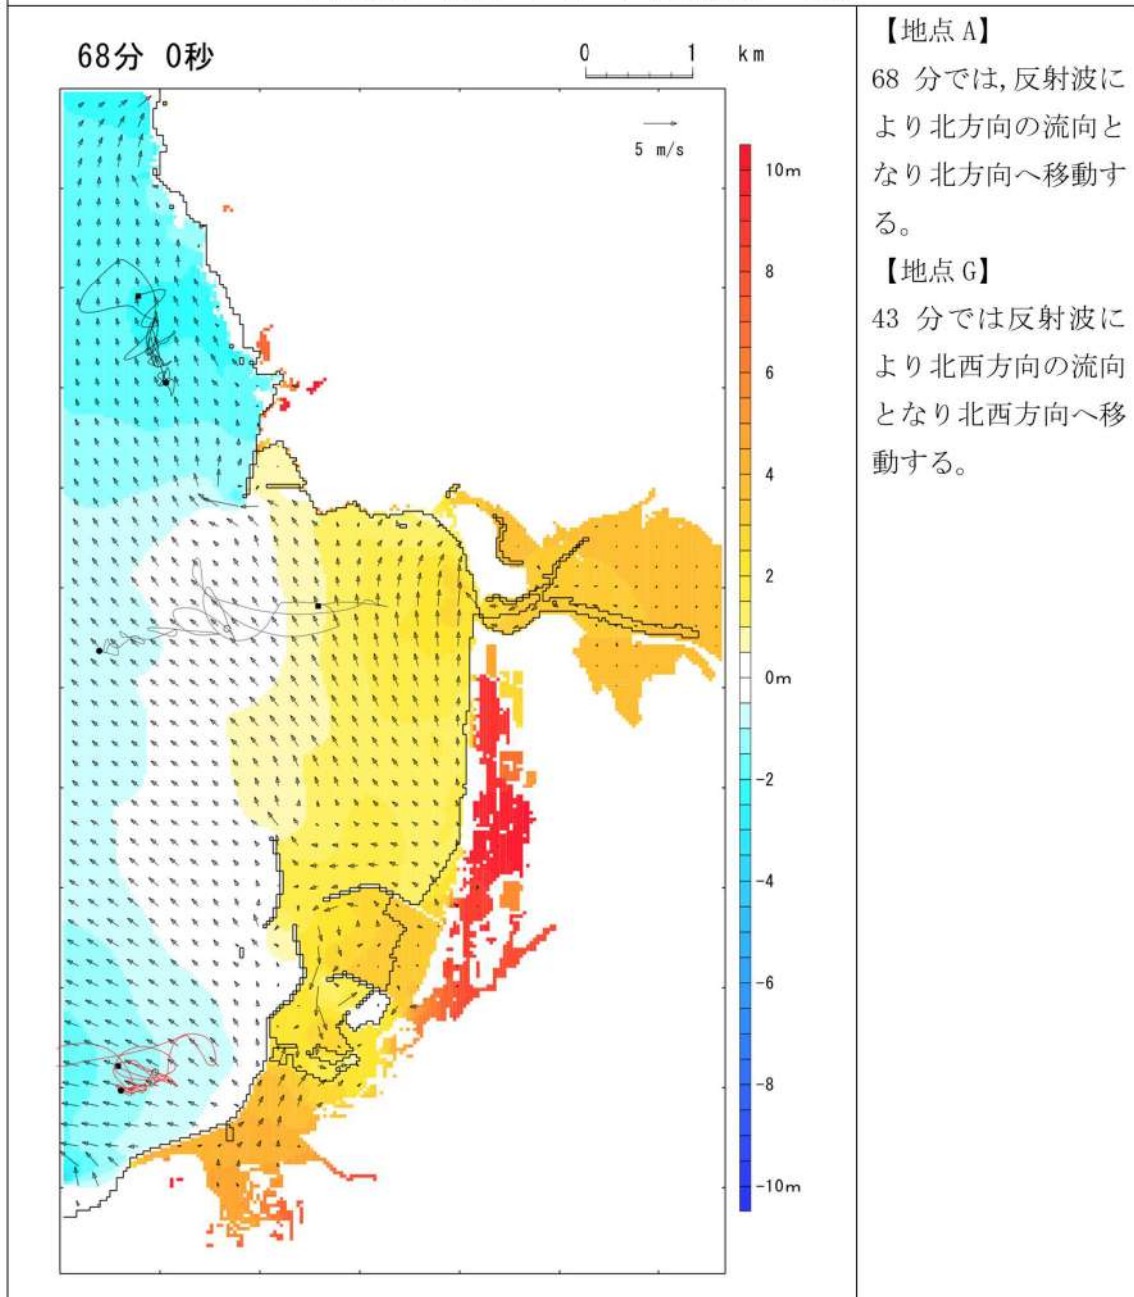 68分 0秒
0 1 km
5 m/s
10m
8
6
4
2
0m
-2
-4
-6
-8
-10m
【地点 A】
68 分では,反射波に
より北方向の流向と
なり北方向へ移動す
る。
【地点 G】
43 分では反射波に
より北西方向の流向
となり北西方向へ移
動する。